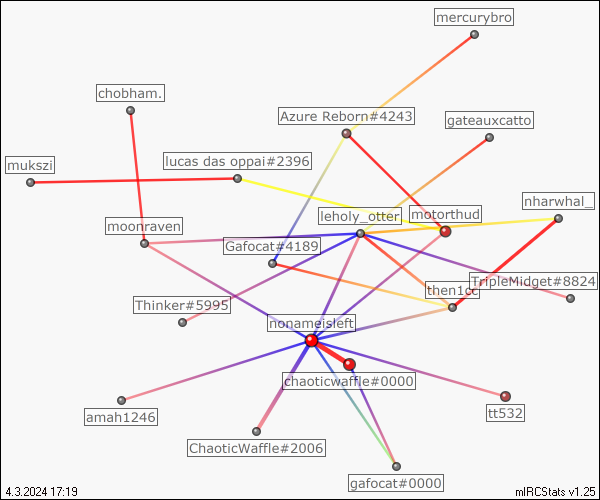 mercurybro
chobham.
Azure Reborn#4243
gateauxcatto
mukszi
lucas das oppai#2396
nharwhal_
leholy_otter
motorthud
moonraven
Gafocat#4189
TripleMidget#8824
then1cc
Thinker#5995
nonameisleft
chaoticwaffle#0000
amah1246
tt532
ChaoticWaffle#2006
gafocat#0000
4.3.2024 17:19
mIRCStats v1.25